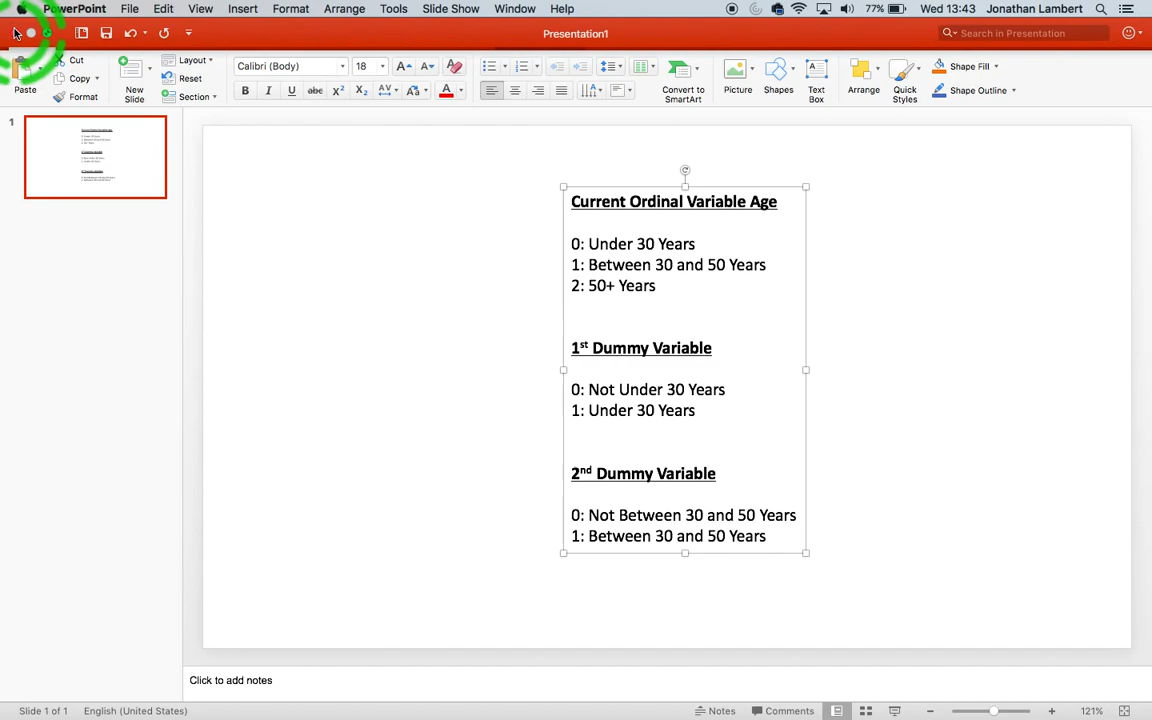 PowerPoint File Edit View Insert Format Arrange Tools Slide Show Window Help 77% Wed 13:43 Jonathan Lambert
Presentation1 Search in Presentation
Paste Cut Copy Format New Slide Layout Reset Section Calibri (Body) 18 Convert to SmartArt Picture Shapes Text Box Arrange Quick Styles Shape Fill Shape Outline
1
Current Ordinal Variable Age
0: Under 30 Years
1: Between 30 and 50 Years
2: 50+ Years
1st Dummy Variable
0: Not Under 30 Years
1: Under 30 Years
2nd Dummy Variable
0: Not Between 30 and 50 Years
1: Between 30 and 50 Years
Click to add notes
Slide 1 of 1 English (United States) Notes Comments 121%